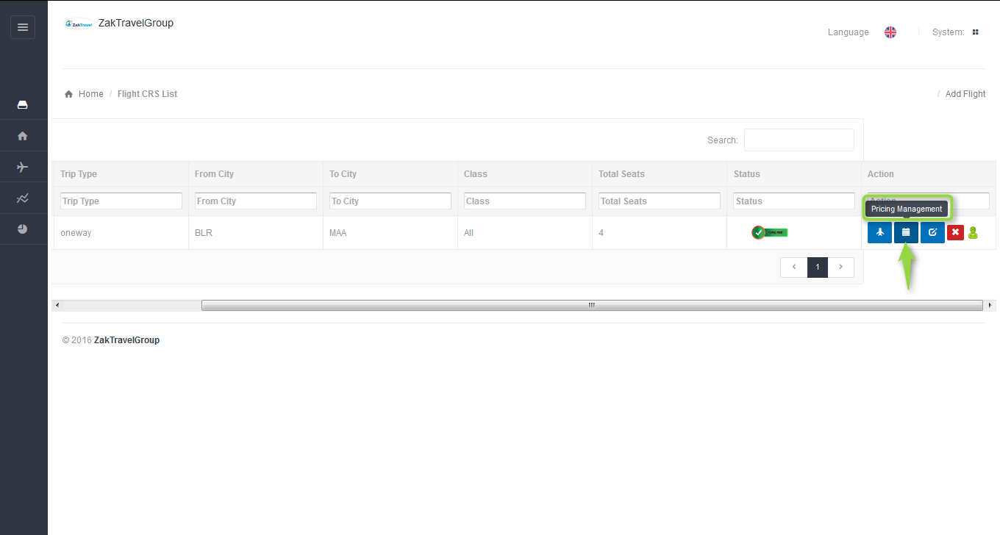 ZakTravel ZakTravelGroup
Language System:
Home / Flight CRS List / Add Flight
Search:
Trip Type From City To City Class Total Seats Status Action
Trip Type From City To City Class Total Seats Status Action
Pricing Management
oneway BLR MAA All 4 ONLINE
‹ 1 ›
© 2016 ZakTravelGroup